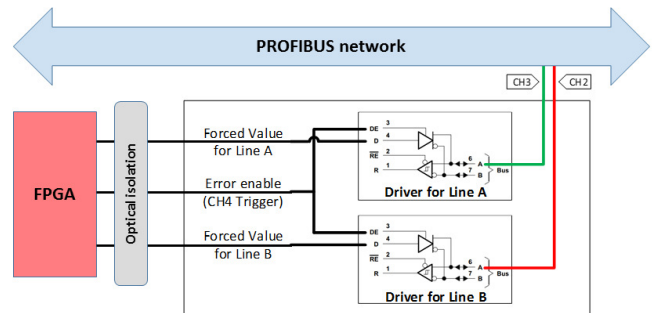 PROFIBUS network
CH3
CH2
FPGA
Optical isolation
Forced Value
for Line A
Error enable
(CH4 Trigger)
Forced Value
for Line B
DE 3
D 4
RE 2
R 1
6 A
7 B
Bus
Driver for Line A
DE 3
D 4
RE 2
R 1
6 A
7 B
Bus
Driver for Line B